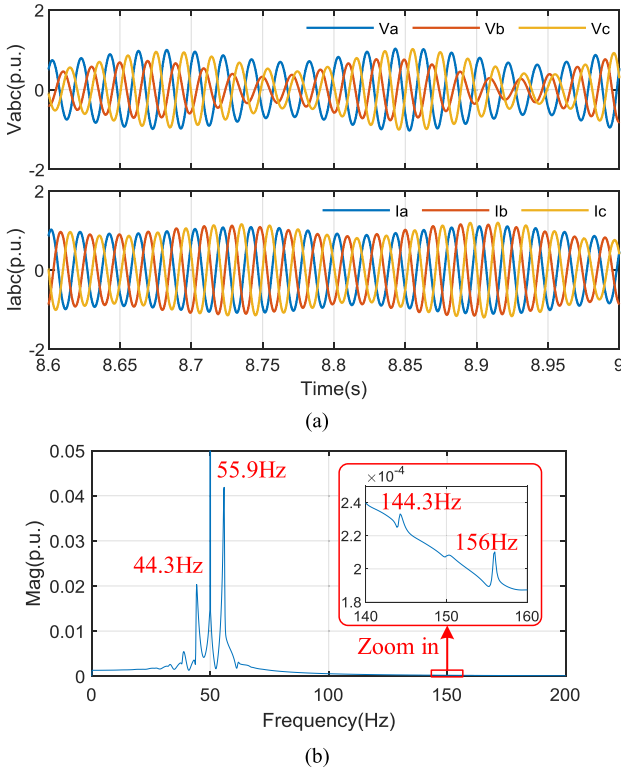 2
Va Vb Vc
Vabc(p.u.)
0
-2
2
Ia Ib Ic
Iabc(p.u.)
0
-2
8.6 8.65 8.7 8.75 8.8 8.85 8.9 8.95 9
Time(s)
(a)
0.05
55.9Hz
×10⁻⁴
2.4
144.3Hz
0.04
2.2
156Hz
0.03
Mag(p.u.)
44.3Hz
2
0.02
1.8
140 150 160
0.01
Zoom in
0
0 50 100 150 200
Frequency(Hz)
(b)